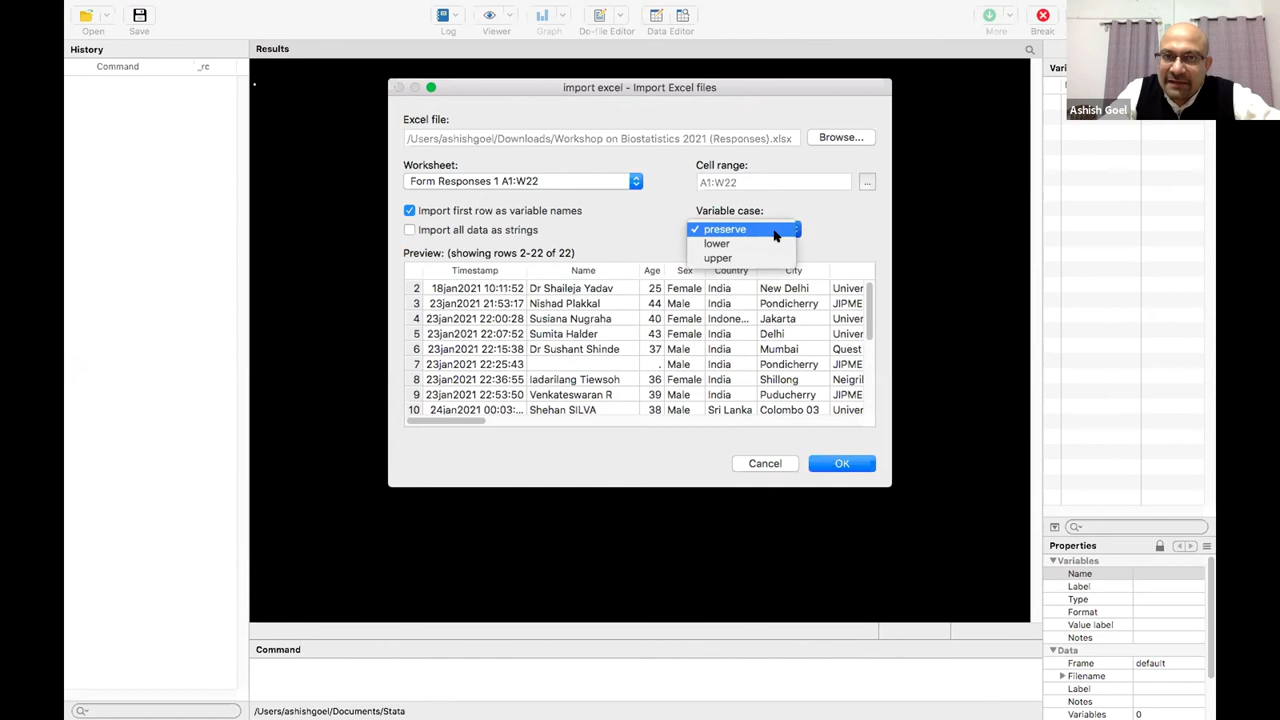 Open
Save
Log
Viewer
Graph
Do-file Editor
Data Editor
More
Break
History
Results
Command
_rc
Ashish Goel
import excel - Import Excel files
Excel file:
/Users/ashishgoel/Downloads/Workshop on Biostatistics 2021 (Responses).xlsx
Browse...
Worksheet:
Cell range:
Form Responses 1 A1:W22
A1:W22
...
Import first row as variable names
Variable case:
Import all data as strings
preserve
lower
upper
Preview: (showing rows 2-22 of 22)
Timestamp Name Age Sex Country City
2 18jan2021 10:11:52 Dr Shaileja Yadav 25 Female India New Delhi Univer
3 23jan2021 21:53:17 Nishad Plakkal 44 Male India Pondicherry JIPME
4 23jan2021 22:00:28 Susiana Nugraha 40 Female Indone... Jakarta Univer
5 23jan2021 22:07:52 Sumita Halder 43 Female India Delhi Univer
6 23jan2021 22:15:38 Dr Sushant Shinde 37 Male India Mumbai Quest
7 23jan2021 22:25:43 . Male India Pondicherry JIPME
8 23jan2021 22:36:55 Iadarilang Tiewsoh 36 Female India Shillong Neigril
9 23jan2021 22:53:50 Venkateswaran R 39 Male India Puducherry JIPME
10 24jan2021 00:03:... Shehan SILVA 38 Male Sri Lanka Colombo 03 Univer
Cancel
OK
Command
/Users/ashishgoel/Documents/Stata
Properties
Variables
Name
Label
Type
Format
Value label
Notes
Data
Frame default
Filename
Label
Notes
Variables 0